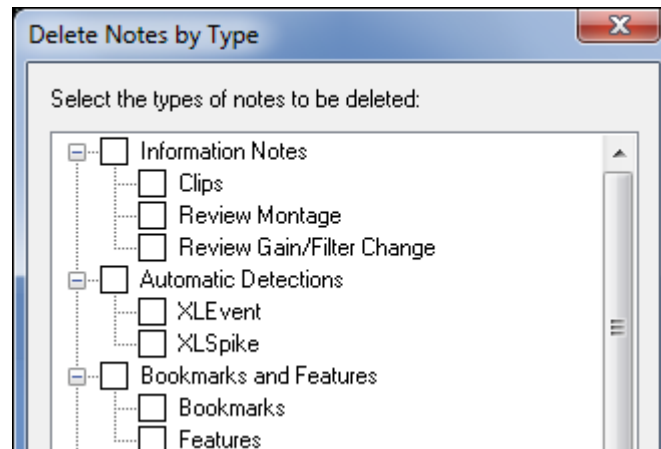 Delete Notes by Type
Select the types of notes to be deleted:
Information Notes
Clips
Review Montage
Review Gain/Filter Change
Automatic Detections
XLEvent
XLSpike
Bookmarks and Features
Bookmarks
Features